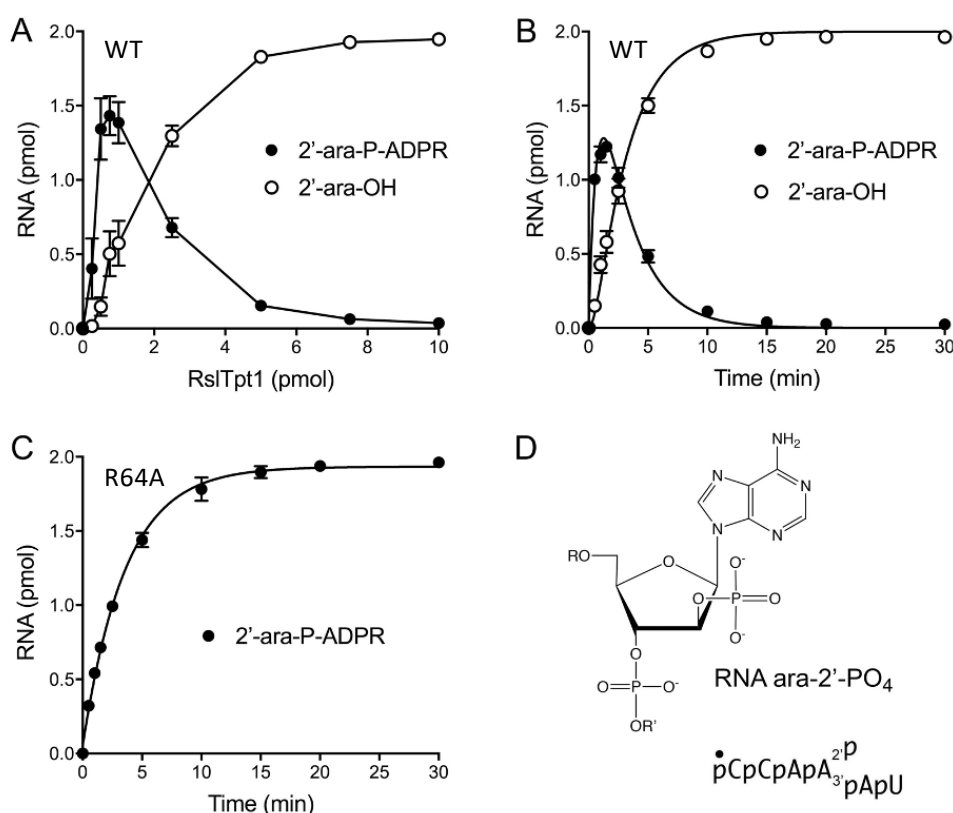 A
WT
RNA (pmol)
2.0
1.5
1.0
0.5
0.0
0 2 4 6 8 10
RslTpt1 (pmol)
2'-ara-P-ADPR
2'-ara-OH
B
WT
RNA (pmol)
2.0
1.5
1.0
0.5
0.0
0 5 10 15 20 25 30
Time (min)
2'-ara-P-ADPR
2'-ara-OH
C
R64A
RNA (pmol)
2.0
1.5
1.0
0.5
0.0
0 5 10 15 20 25 30
Time (min)
2'-ara-P-ADPR
D
NH₂
N
N
N
N
RO
O
O⁻
O
P
O
O⁻
O
O
P
O⁻
OR'
RNA ara-2'-PO₄
pCpCpApA
2'p
3'pApU